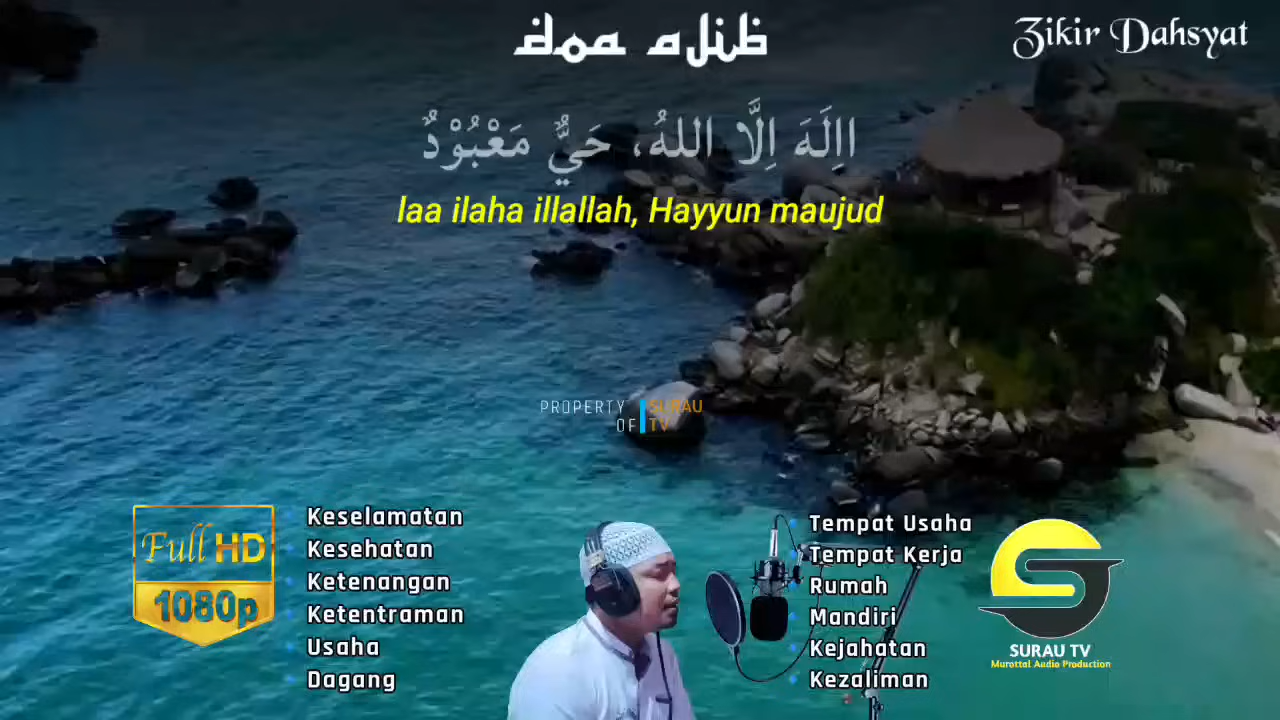 doa ajib
Zikir Dahsyat
ااِلَهَ اِلَّا اللهُ، حَيٌّ مَعْبُوْدٌ
laa ilaha illallah, Hayyun maujud
PROPERTY OF
SURAU TV
Full HD
1080p
Keselamatan
Kesehatan
Ketenangan
Ketentraman
Usaha
Dagang
Tempat Usaha
Tempat Kerja
Rumah
Mandiri
Kejahatan
Kezaliman
SURAU TV
Murottal Audio Production